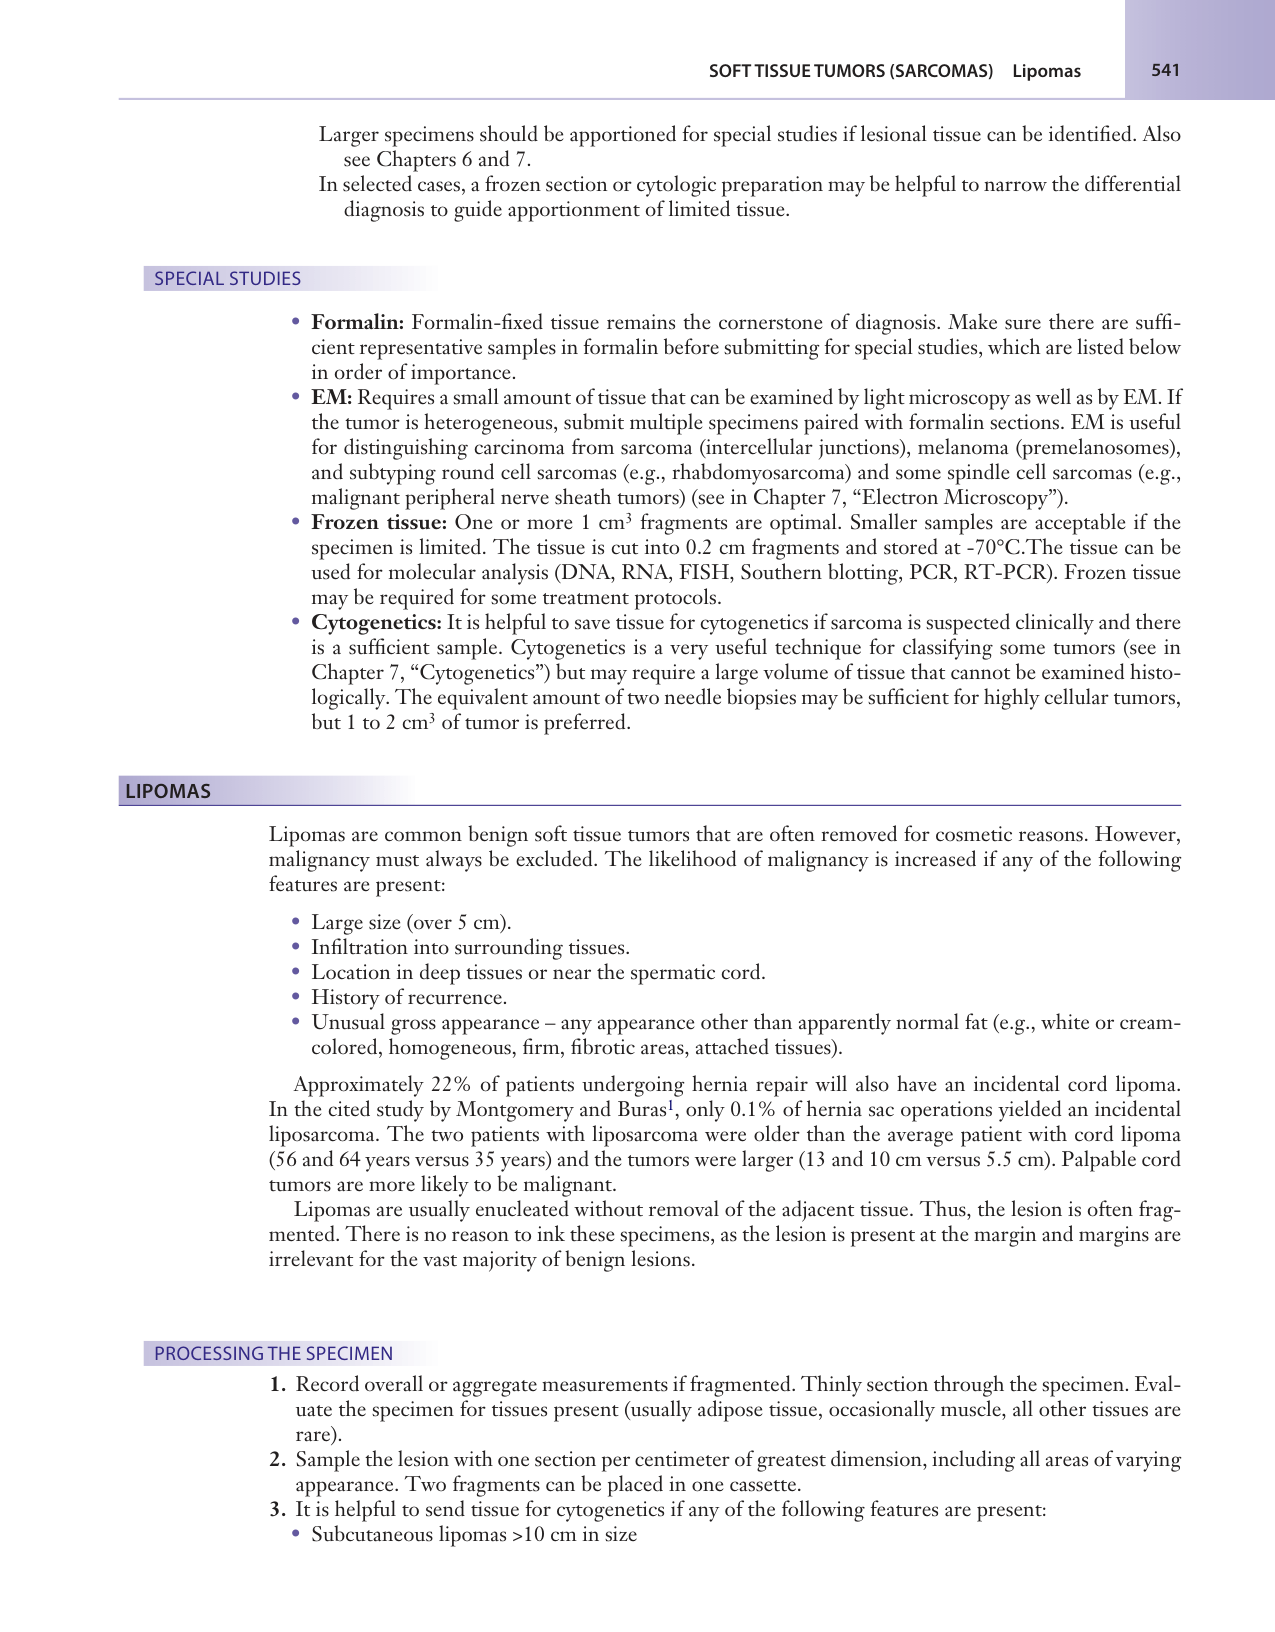 SOFT TISSUE TUMORS (SARCOMAS) Lipomas 541
Larger specimens should be apportioned for special studies if lesional tissue can be identified. Also
see Chapters 6 and 7.
In selected cases, a frozen section or cytologic preparation may be helpful to narrow the differential
diagnosis to guide apportionment of limited tissue.
SPECIAL STUDIES
• Formalin: Formalin-fixed tissue remains the cornerstone of diagnosis. Make sure there are suffi-
cient representative samples in formalin before submitting for special studies, which are listed below
in order of importance.
• EM: Requires a small amount of tissue that can be examined by light microscopy as well as by EM. If
the tumor is heterogeneous, submit multiple specimens paired with formalin sections. EM is useful
for distinguishing carcinoma from sarcoma (intercellular junctions), melanoma (premelanosomes),
and subtyping round cell sarcomas (e.g., rhabdomyosarcoma) and some spindle cell sarcomas (e.g.,
malignant peripheral nerve sheath tumors) (see in Chapter 7, “Electron Microscopy”).
• Frozen tissue: One or more 1 cm³ fragments are optimal. Smaller samples are acceptable if the
specimen is limited. The tissue is cut into 0.2 cm fragments and stored at -70°C.The tissue can be
used for molecular analysis (DNA, RNA, FISH, Southern blotting, PCR, RT-PCR). Frozen tissue
may be required for some treatment protocols.
• Cytogenetics: It is helpful to save tissue for cytogenetics if sarcoma is suspected clinically and there
is a sufficient sample. Cytogenetics is a very useful technique for classifying some tumors (see in
Chapter 7, “Cytogenetics”) but may require a large volume of tissue that cannot be examined histo-
logically. The equivalent amount of two needle biopsies may be sufficient for highly cellular tumors,
but 1 to 2 cm³ of tumor is preferred.
LIPOMAS
Lipomas are common benign soft tissue tumors that are often removed for cosmetic reasons. However,
malignancy must always be excluded. The likelihood of malignancy is increased if any of the following
features are present:
• Large size (over 5 cm).
• Infiltration into surrounding tissues.
• Location in deep tissues or near the spermatic cord.
• History of recurrence.
• Unusual gross appearance – any appearance other than apparently normal fat (e.g., white or cream-
colored, homogeneous, firm, fibrotic areas, attached tissues).
Approximately 22% of patients undergoing hernia repair will also have an incidental cord lipoma.
In the cited study by Montgomery and Buras¹, only 0.1% of hernia sac operations yielded an incidental
liposarcoma. The two patients with liposarcoma were older than the average patient with cord lipoma
(56 and 64 years versus 35 years) and the tumors were larger (13 and 10 cm versus 5.5 cm). Palpable cord
tumors are more likely to be malignant.
Lipomas are usually enucleated without removal of the adjacent tissue. Thus, the lesion is often frag-
mented. There is no reason to ink these specimens, as the lesion is present at the margin and margins are
irrelevant for the vast majority of benign lesions.
PROCESSING THE SPECIMEN
1. Record overall or aggregate measurements if fragmented. Thinly section through the specimen. Eval-
uate the specimen for tissues present (usually adipose tissue, occasionally muscle, all other tissues are
rare).
2. Sample the lesion with one section per centimeter of greatest dimension, including all areas of varying
appearance. Two fragments can be placed in one cassette.
3. It is helpful to send tissue for cytogenetics if any of the following features are present:
• Subcutaneous lipomas >10 cm in size